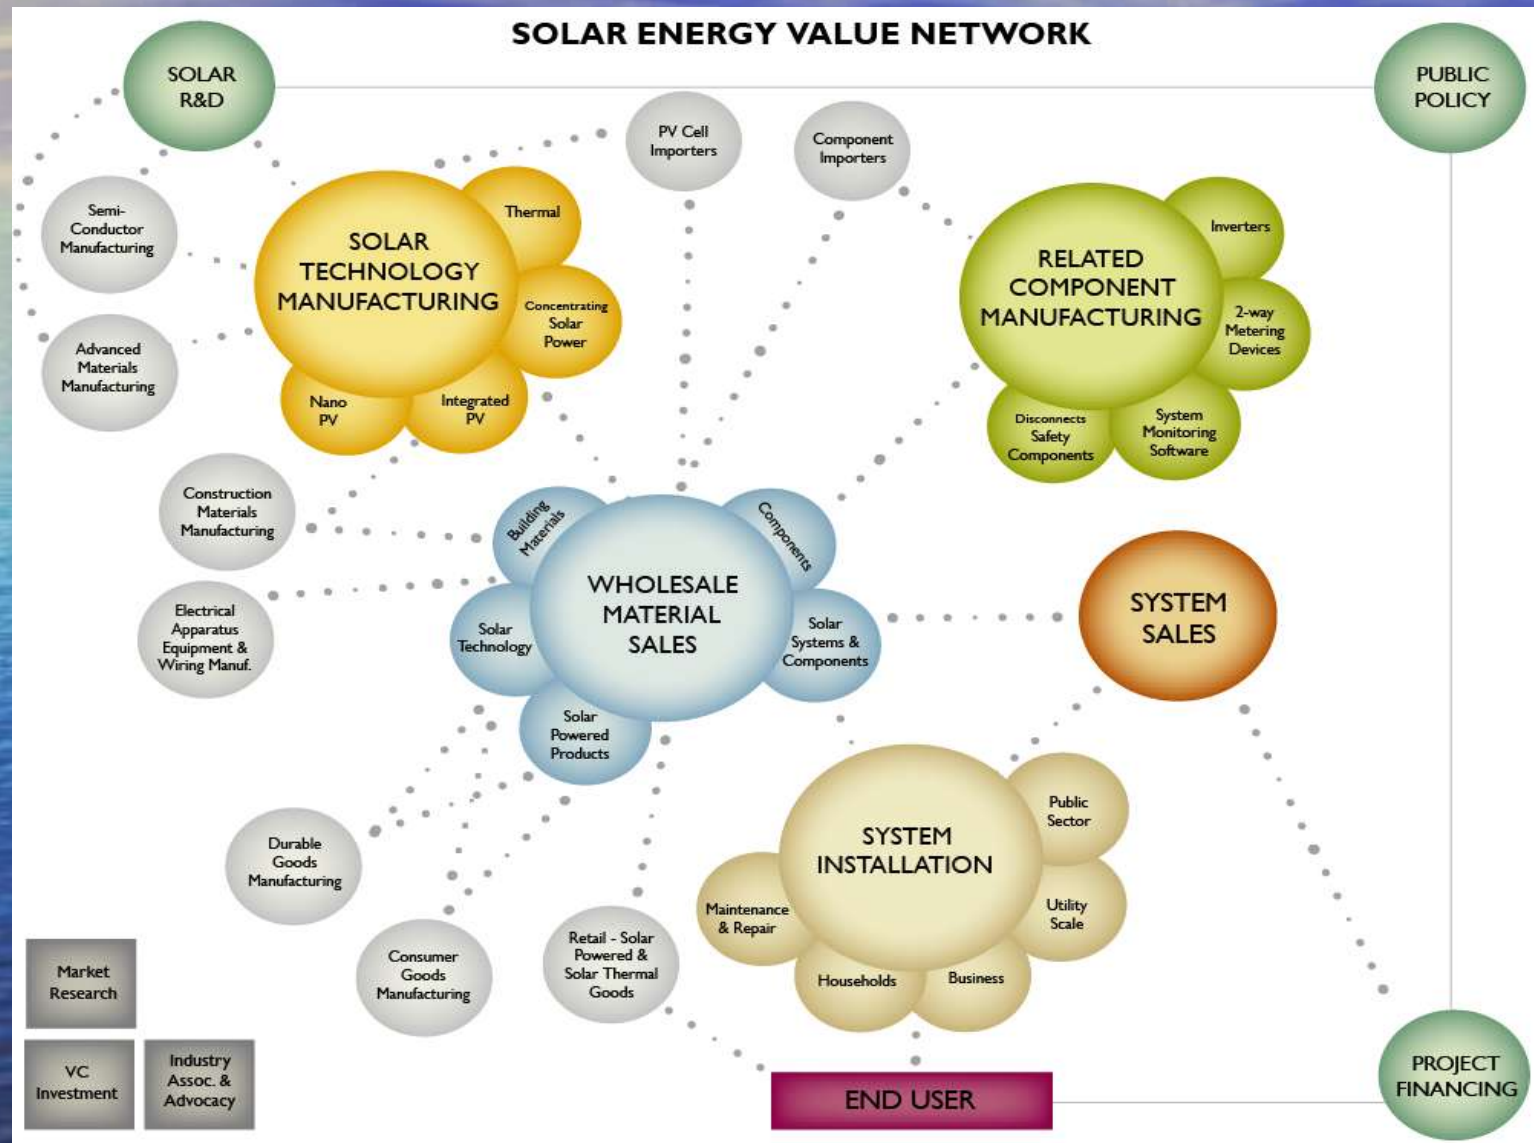 SOLAR ENERGY VALUE NETWORK
SOLAR
R&D
PUBLIC
POLICY
PV Cell
Importers
Component
Importers
Semi-
Conductor
Manufacturing
SOLAR
TECHNOLOGY
MANUFACTURING
Thermal
Concentrating
Solar
Power
Integrated
PV
Nano
PV
RELATED
COMPONENT
MANUFACTURING
Inverters
2-way
Metering
Devices
System
Monitoring
Software
Disconnects
Safety
Components
Advanced
Materials
Manufacturing
Construction
Materials
Manufacturing
Electrical
Apparatus
Equipment &
Wiring Manuf.
WHOLESALE
MATERIAL
SALES
Building
Materials
Components
Solar
Technology
Solar
Systems &
Components
Solar
Powered
Products
SYSTEM
SALES
SYSTEM
INSTALLATION
Public
Sector
Utility
Scale
Business
Households
Maintenance
& Repair
Durable
Goods
Manufacturing
Consumer
Goods
Manufacturing
Retail - Solar
Powered &
Solar Thermal
Goods
Market
Research
VC
Investment
Industry
Assoc. &
Advocacy
END USER
PROJECT
FINANCING